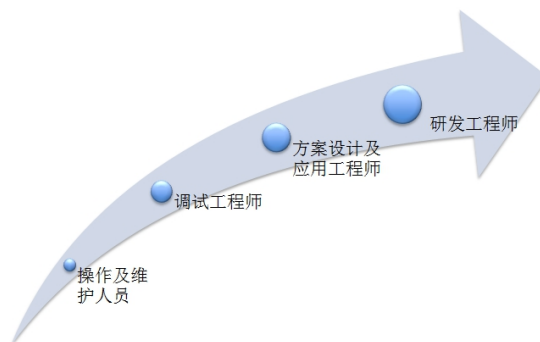 研发工程师
方案设计及
应用工程师
调试工程师
操作及维
护人员